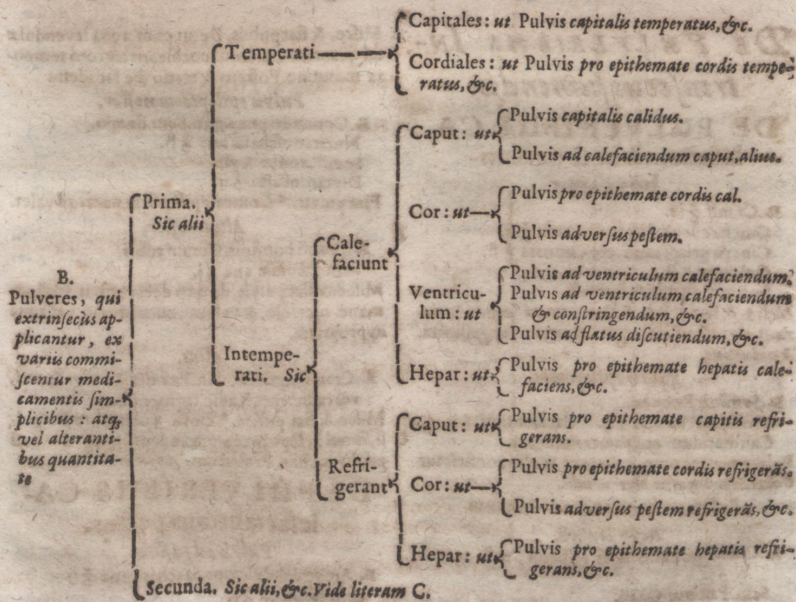 B.
Pulveres, qui
extrinſecùs ap-
plicantur, ex
variis commi-
ſcentur medi-
camentis ſim-
plicibus : atq;
vel alteranti-
bus quantita-
te
Prima.
Sic alii
Temperati
Capitales: ut Pulvis capitalis temperatus, &c.
Cordiales: ut Pulvis pro epithemate cordis tempe-
ratus, &c.
Intempe-
rati. Sic
Cale-
faciunt
Caput: ut
Pulvis capitalis calidus.
Pulvis ad calefaciendum caput, alius.
Cor: ut
Pulvis pro epithemate cordis cal.
Pulvis adverſus peſtem.
Ventricu-
lum: ut
Pulvis ad ventriculum calefaciendum.
Pulvis ad ventriculum calefaciendum
& conſtringendum, &c.
Pulvis ad flatus diſcutiendum, &c.
Hepar: ut
Pulvis pro epithemate hepatis cale-
faciens, &c.
Refri-
gerant
Caput: ut
Pulvis pro epithemate capitis refri-
gerans.
Cor: ut
Pulvis pro epithemate cordis refrigerãs.
Pulvis adverſus peſtem refrigerãs, &c.
Hepar: ut
Pulvis pro epithemate hepatis refri-
gerans, &c.
Secunda. Sic alii, &c. Vide literam C.